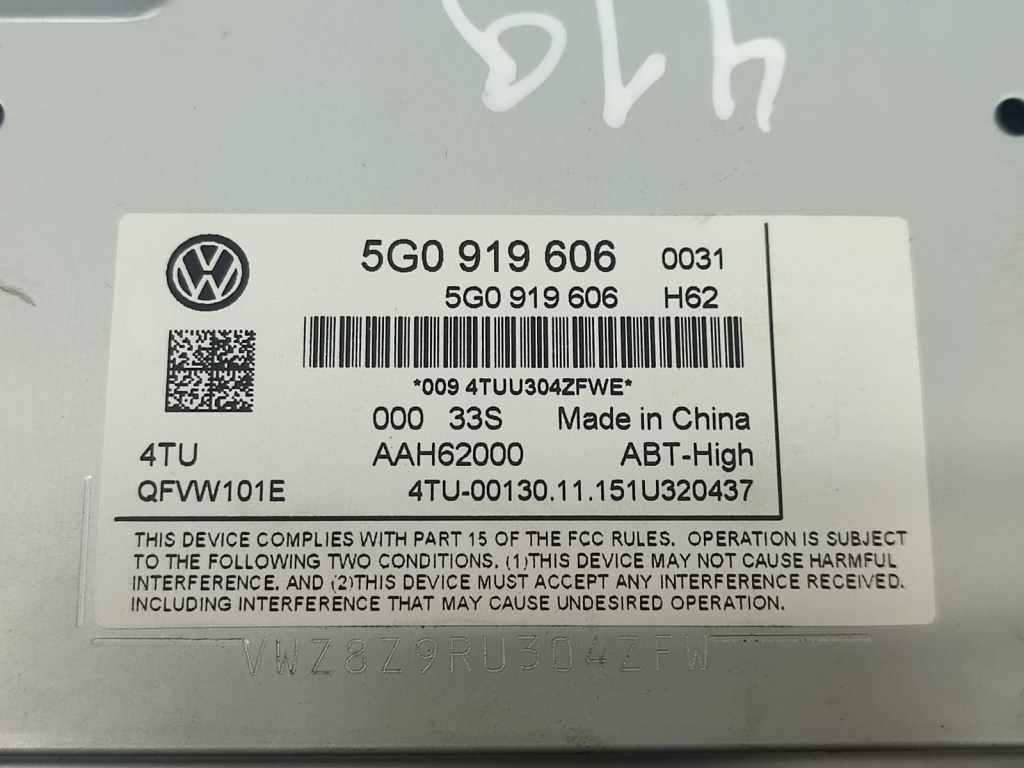 5G0 919 606 0031
5G0 919 606 H62
*009 4TUU304ZFWE*
000 33S Made in China
4TU AAH62000 ABT-High
QFVW101E 4TU-00130.11.151U320437
THIS DEVICE COMPLIES WITH PART 15 OF THE FCC RULES. OPERATION IS SUBJECT
TO THE FOLLOWING TWO CONDITIONS. (1)THIS DEVICE MAY NOT CAUSE HARMFUL
INTERFERENCE. AND (2)THIS DEVICE MUST ACCEPT ANY INTERFERENCE RECEIVED.
INCLUDING INTERFERENCE THAT MAY CAUSE UNDESIRED OPERATION.
VWZ8Z9RU304ZFW